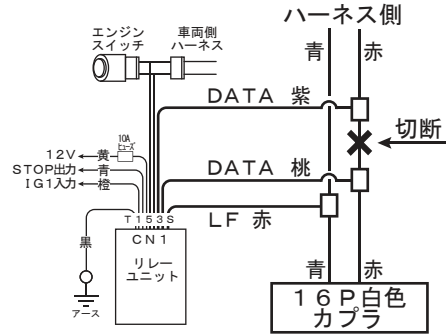 ハーネス側
エンジン
スイッチ
車両側
ハーネス
青
赤
DATA 紫
切断
10A
ヒューズ
12V
黄
STOP出力
青
IG1入力
橙
DATA 桃
LF 赤
T153S
CN1
黒
リレー
ユニット
アース
青
赤
16P白色
カプラ